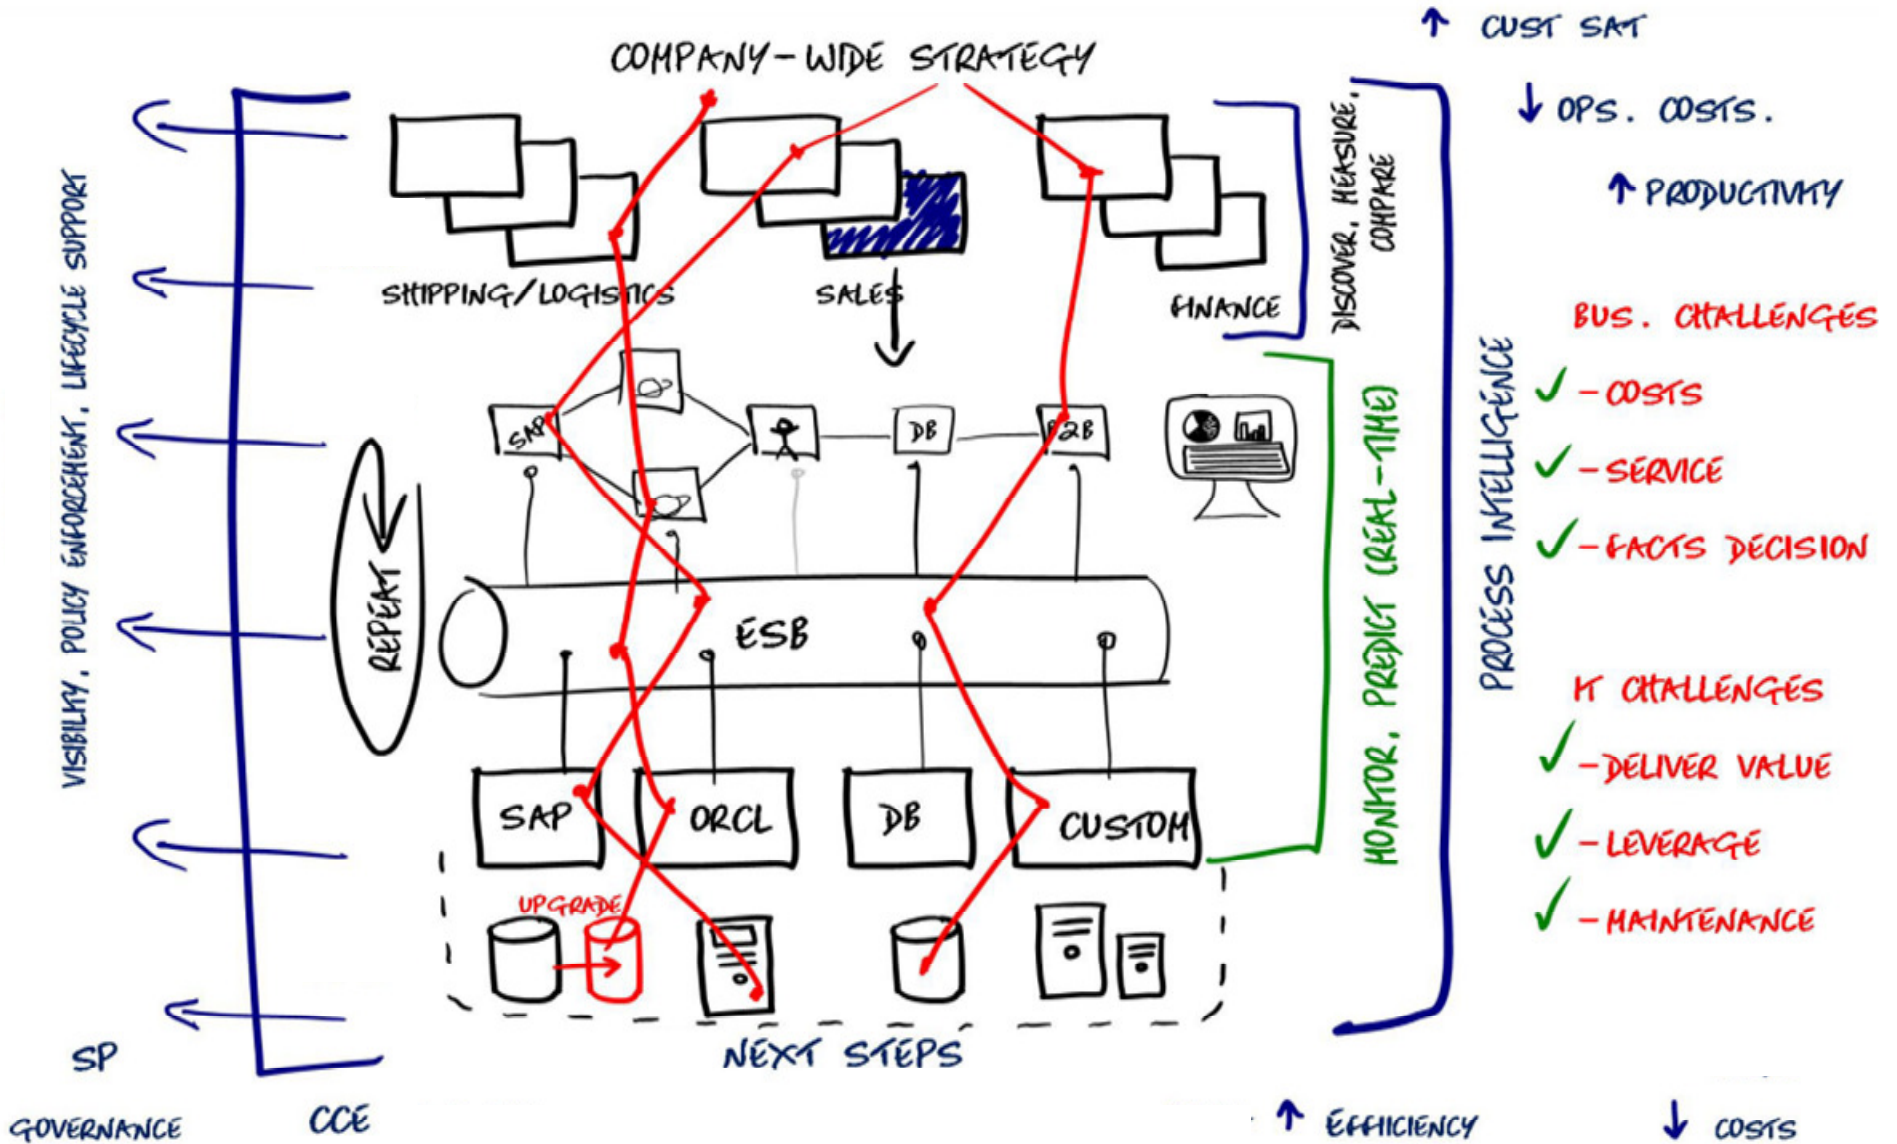 ↑ CUST SAT
COMPANY-WIDE STRATEGY
↓ OPS. COSTS.
↑ PRODUCTIVITY
SHIPPING/LOGISTICS
SALES
FINANCE
DISCOVER, MEASURE,
COMPARE
BUS. CHALLENGES
✓ - COSTS
✓ - SERVICE
✓ - FACTS DECISION
VISIBILITY, POLICY ENFORCEMENT, LIFECYCLE SUPPORT
SAP
DB
B2B
REPEAT
ESB
MONITOR, PREDICT (REAL-TIME)
PROCESS INTELLIGENCE
IT CHALLENGES
✓ - DELIVER VALUE
✓ - LEVERAGE
✓ - MAINTENANCE
SAP
ORCL
DB
CUSTOM
UPGRADE
NEXT STEPS
SP
GOVERNANCE
CCE
↑ EFFIICIENCY
↓ COSTS